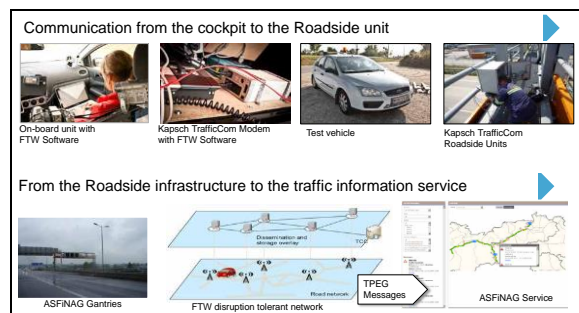 Communication from the cockpit to the Roadside unit
On-board unit with
FTW Software
Kapsch TrafficCom Modem
with FTW Software
Test vehicle
Kapsch TrafficCom
Roadside Units
From the Roadside infrastructure to the traffic information service
Dissemination and
storage overlay
TCC
Road network
TPEG
Messages
ASFiNAG Gantries
FTW disruption tolerant network
ASFiNAG Service